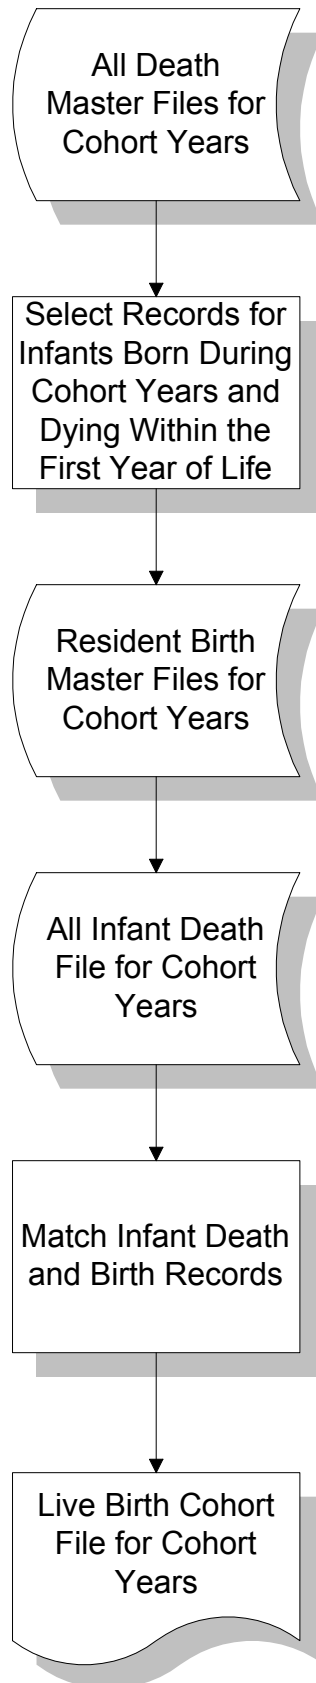 All Death
Master Files for
Cohort Years
Select Records for
Infants Born During
Cohort Years and
Dying Within the
First Year of Life
Resident Birth
Master Files for
Cohort Years
All Infant Death
File for Cohort
Years
Match Infant Death
and Birth Records
Live Birth Cohort
File for Cohort
Years